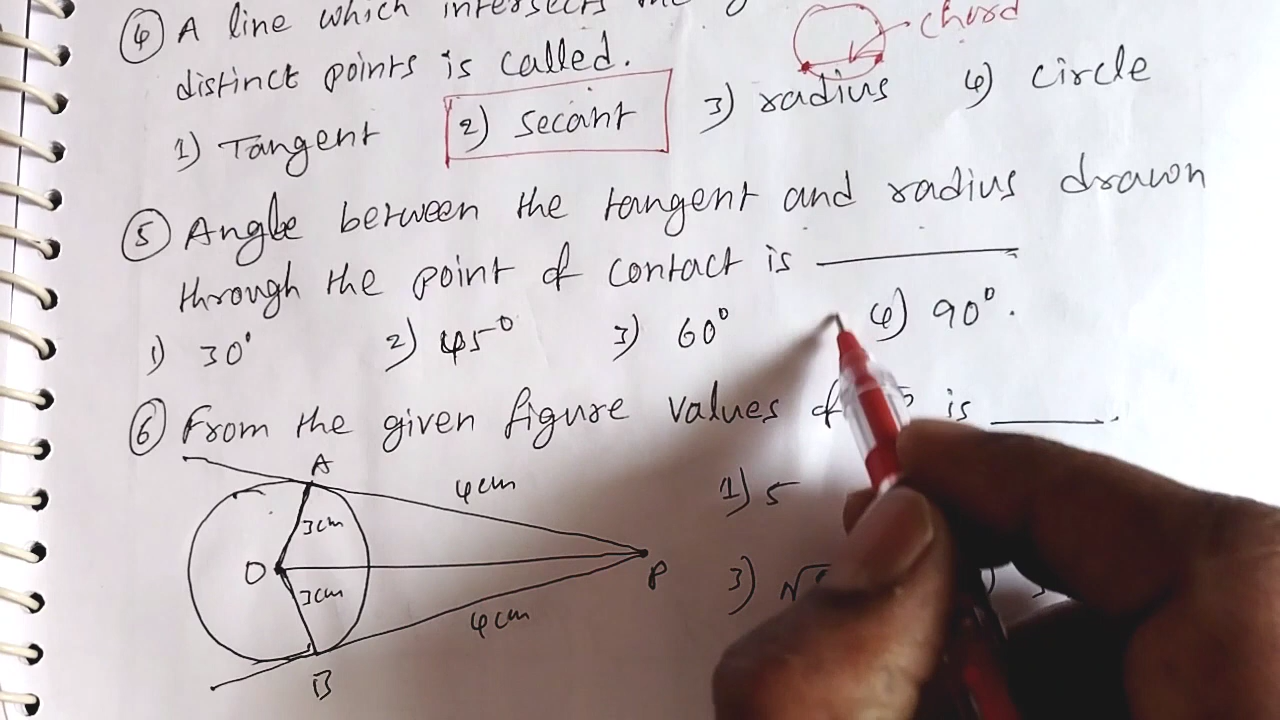 ④ A line which intersects the
chord
distinct points is called.
1) Tangent 2) Secant 3) radius 4) circle
⑤ Angle between the tangent and radius drawn
through the point of contact is ______
1) 30° 2) 45° 3) 60° 4) 90°.
⑥ From the given figure values of is ______.
A
4cm
1) 5
3cm
O
P
3cm
3) √
4cm
B